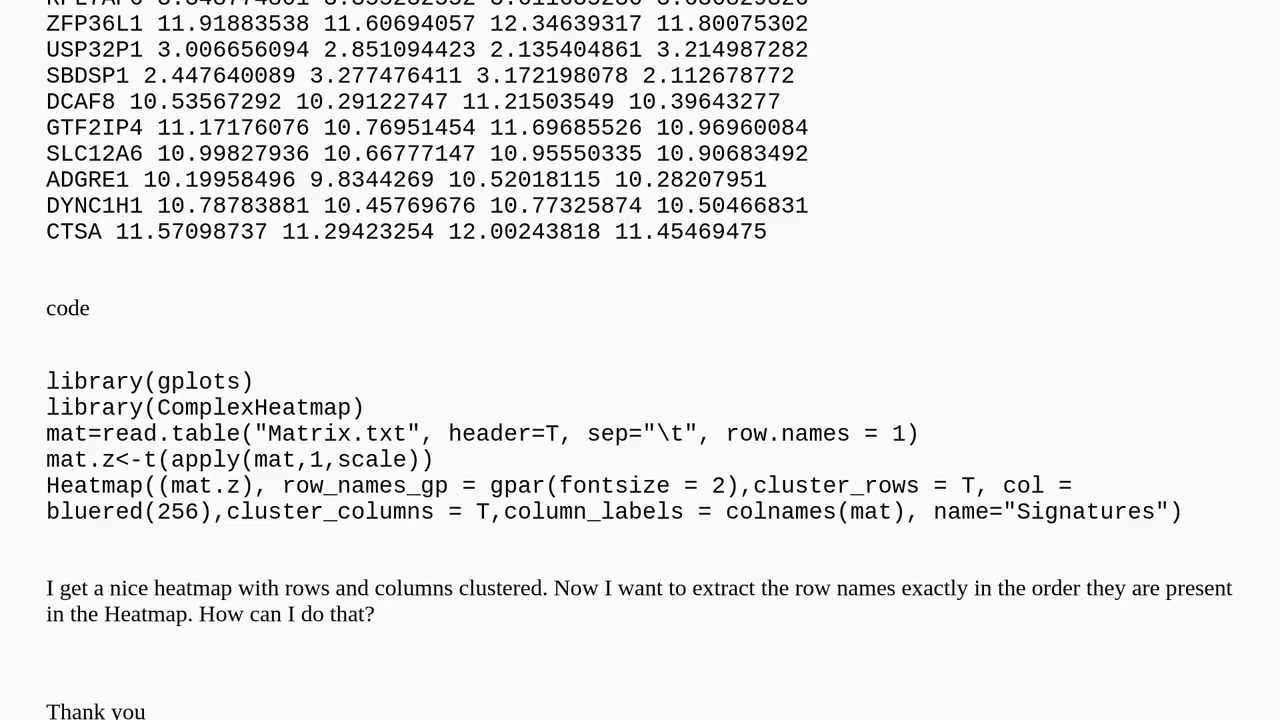 ZFP36L1 11.91883538 11.60694057 12.34639317 11.80075302
USP32P1 3.006656094 2.851094423 2.135404861 3.214987282
SBDSP1 2.447640089 3.277476411 3.172198078 2.112678772
DCAF8 10.53567292 10.29122747 11.21503549 10.39643277
GTF2IP4 11.17176076 10.76951454 11.69685526 10.96960084
SLC12A6 10.99827936 10.66777147 10.95550335 10.90683492
ADGRE1 10.19958496 9.8344269 10.52018115 10.28207951
DYNC1H1 10.78783881 10.45769676 10.77325874 10.50466831
CTSA 11.57098737 11.29423254 12.00243818 11.45469475
code
library(gplots)
library(ComplexHeatmap)
mat=read.table("Matrix.txt", header=T, sep="\t", row.names = 1)
mat.z<-t(apply(mat,1,scale))
Heatmap((mat.z), row_names_gp = gpar(fontsize = 2),cluster_rows = T, col =
bluered(256),cluster_columns = T,column_labels = colnames(mat), name="Signatures")
I get a nice heatmap with rows and columns clustered. Now I want to extract the row names exactly in the order they are present
in the Heatmap. How can I do that?
Thank you